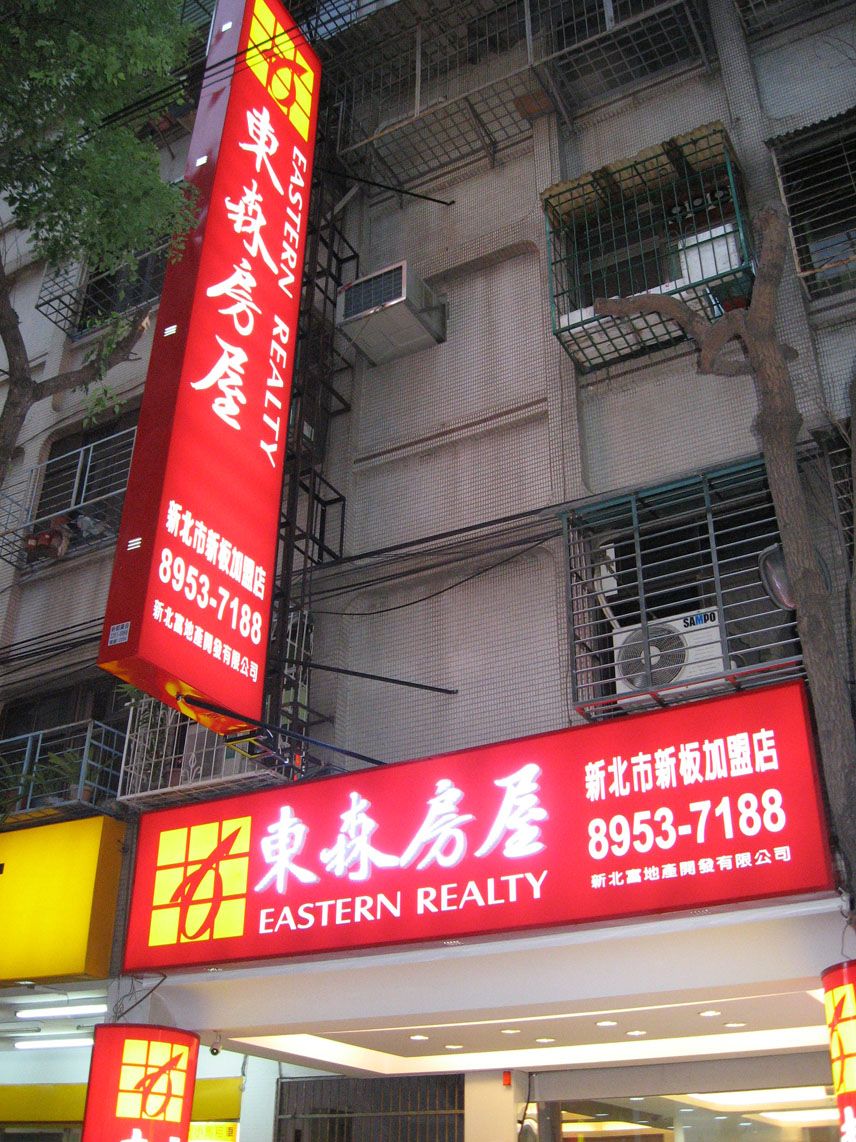 東森房屋
EASTERN REALTY
新北市新板加盟店
8953-7188
新北富地產開發有限公司
SAMPO
東森房屋
EASTERN REALTY
新北市新板加盟店
8953-7188
新北富地產開發有限公司